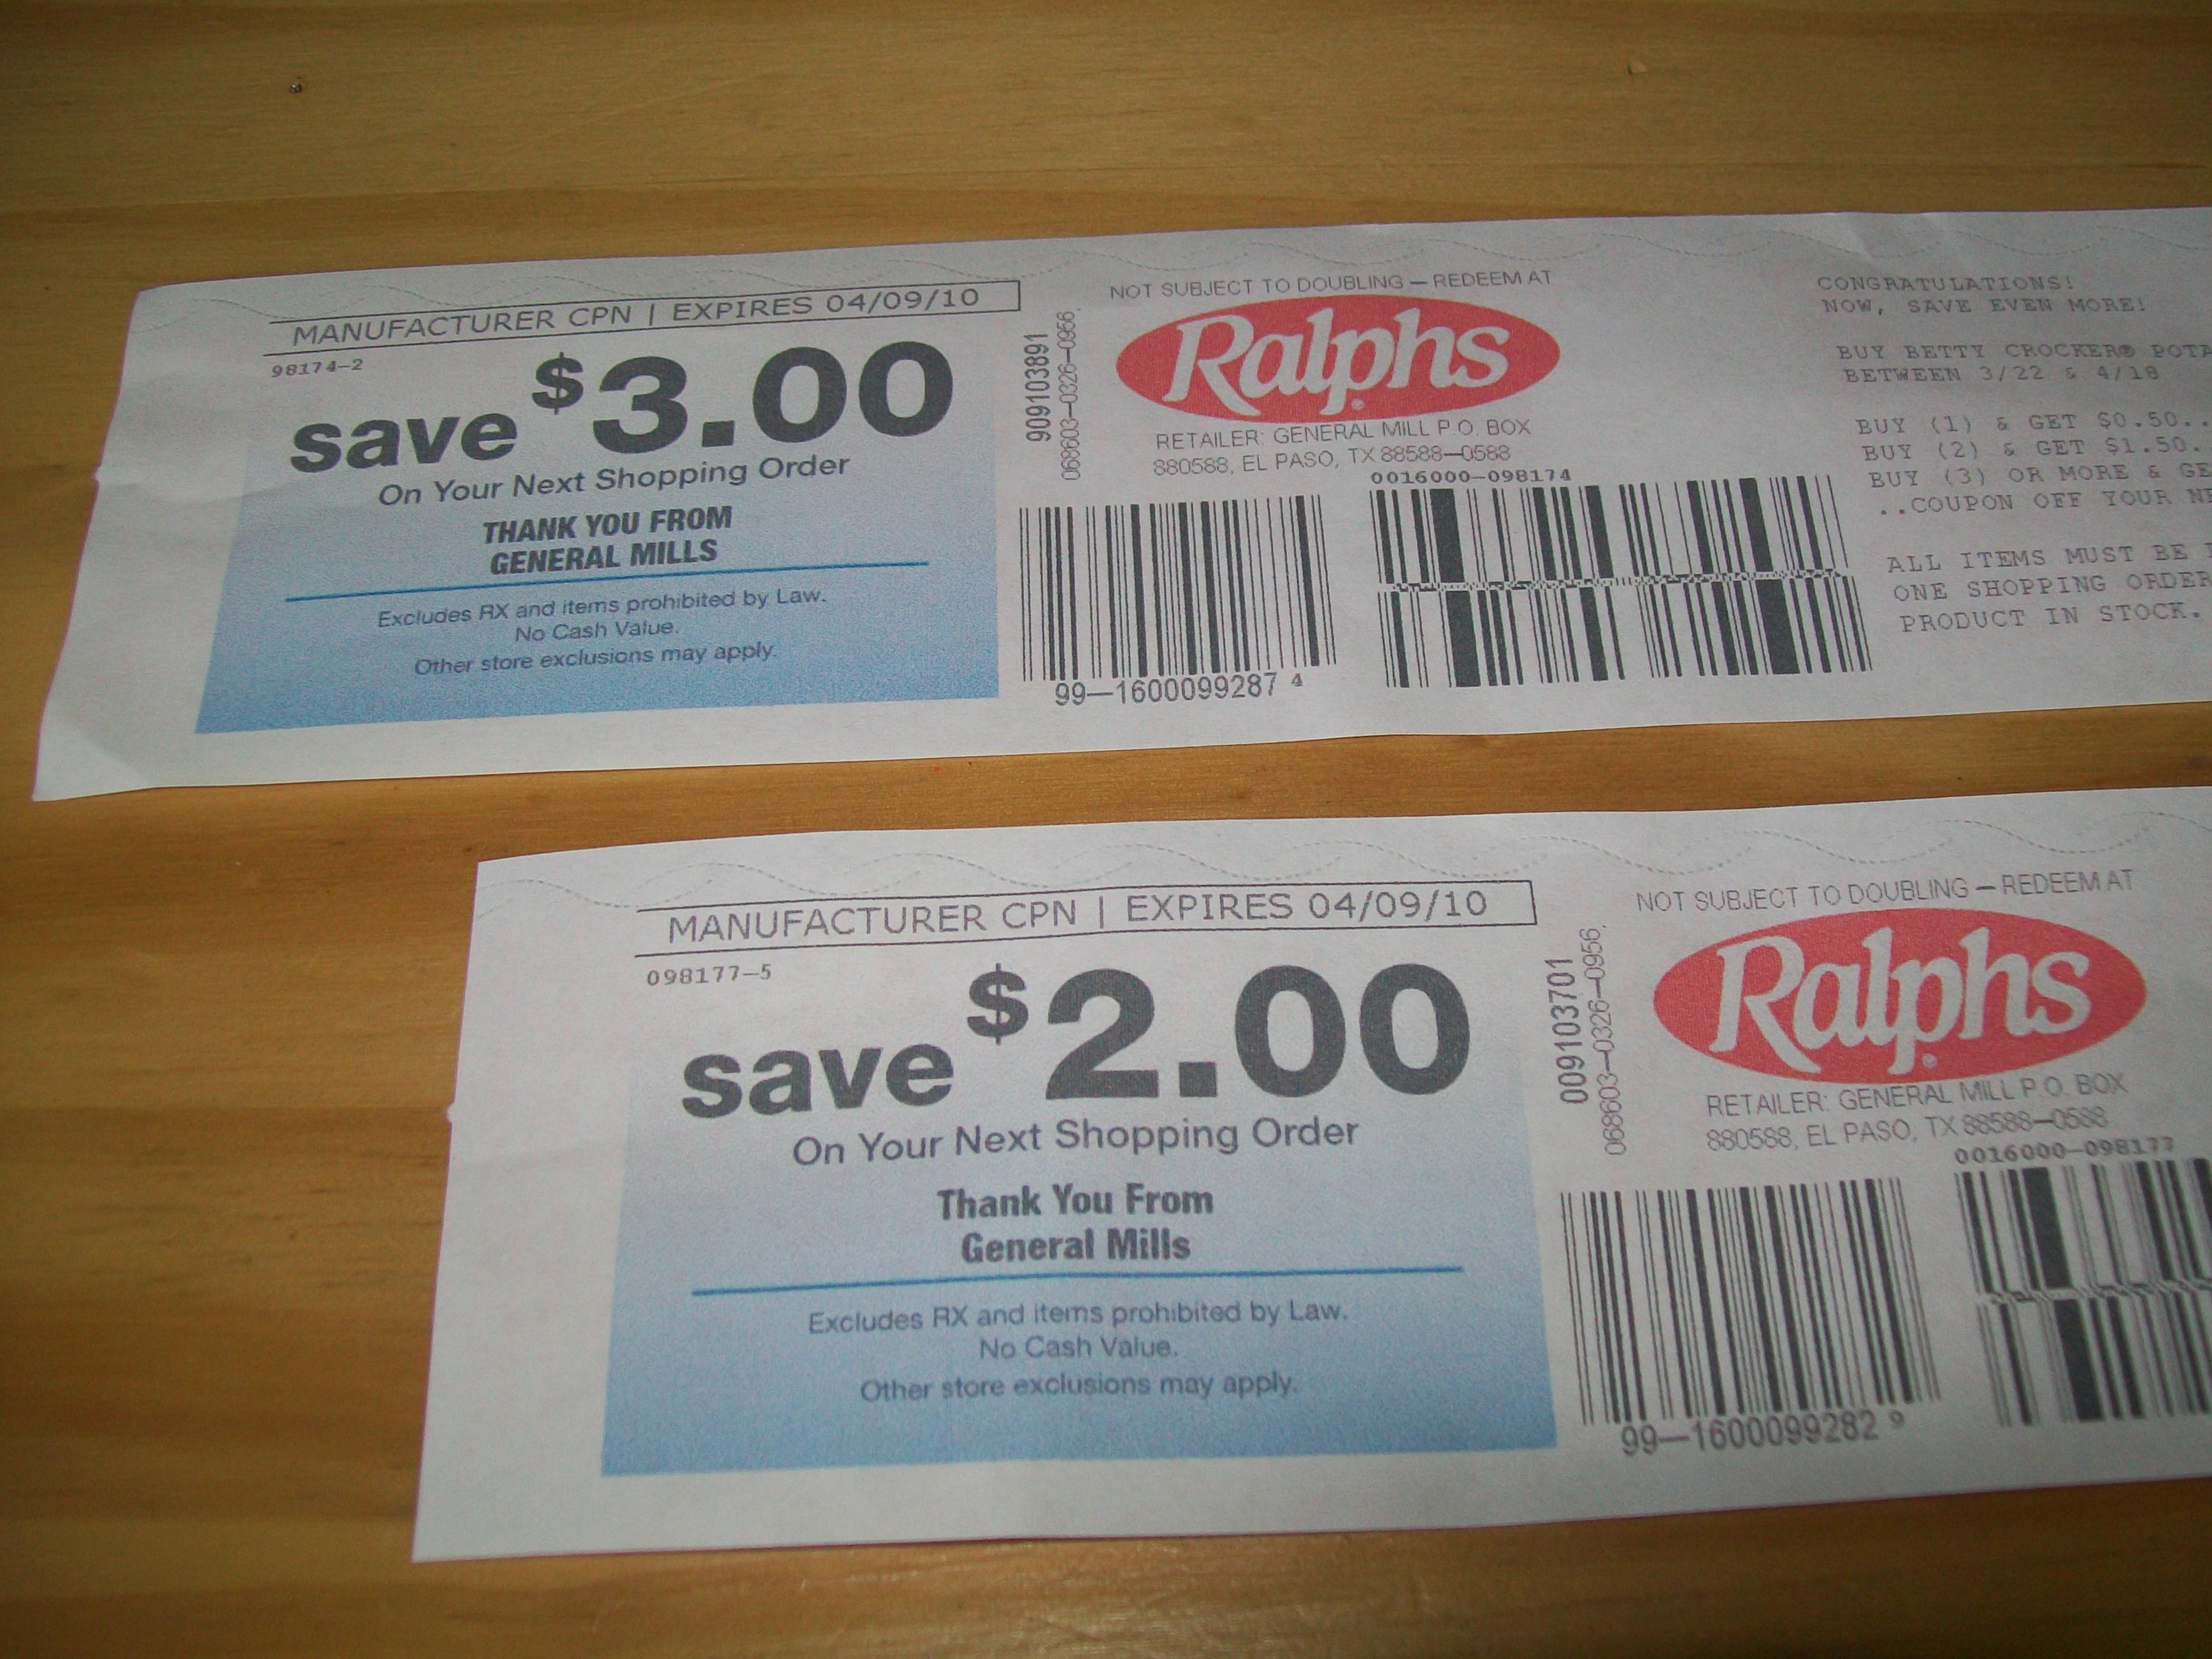 MANUFACTURER CPN | EXPIRES 04/09/10
98174-2
save $3.00
On Your Next Shopping Order
THANK YOU FROM
GENERAL MILLS
Excludes RX and items prohibited by Law.
No Cash Value.
Other store exclusions may apply.
909103891
068603-0326-0956.
NOT SUBJECT TO DOUBLING — REDEEM AT
Ralphs
RETAILER: GENERAL MILL P.O. BOX
880588, EL PASO, TX 88588-0588
0016000-098174
99-1600099287 4
CONGRATULATIONS!
NOW, SAVE EVEN MORE!
BUY BETTY CROCKER® POTA
BETWEEN 3/22 & 4/18
BUY (1) & GET $0.50..
BUY (2) & GET $1.50..
BUY (3) OR MORE & GE
..COUPON OFF YOUR NE
ALL ITEMS MUST BE
ONE SHOPPING ORDER
PRODUCT IN STOCK.
MANUFACTURER CPN | EXPIRES 04/09/10
098177-5
save $2.00
On Your Next Shopping Order
Thank You From
General Mills
Excludes RX and items prohibited by Law.
No Cash Value.
Other store exclusions may apply.
009103701
068603-0326-0956.
NOT SUBJECT TO DOUBLING — REDEEM AT
Ralphs
RETAILER: GENERAL MILL P.O. BOX
880588, EL PASO, TX 88588-0588
0016000-098177
99-1600099282 9